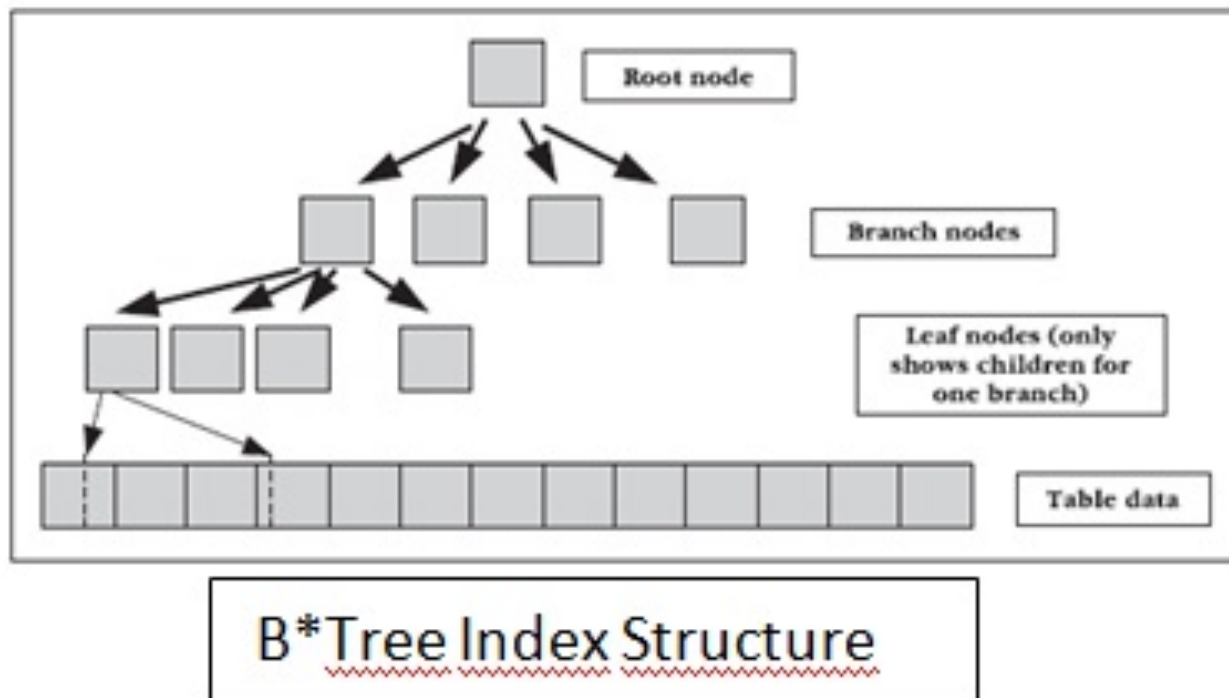 Root node
Branch nodes
Leaf nodes (only
shows children for
one branch)
Table data
B*Tree Index Structure